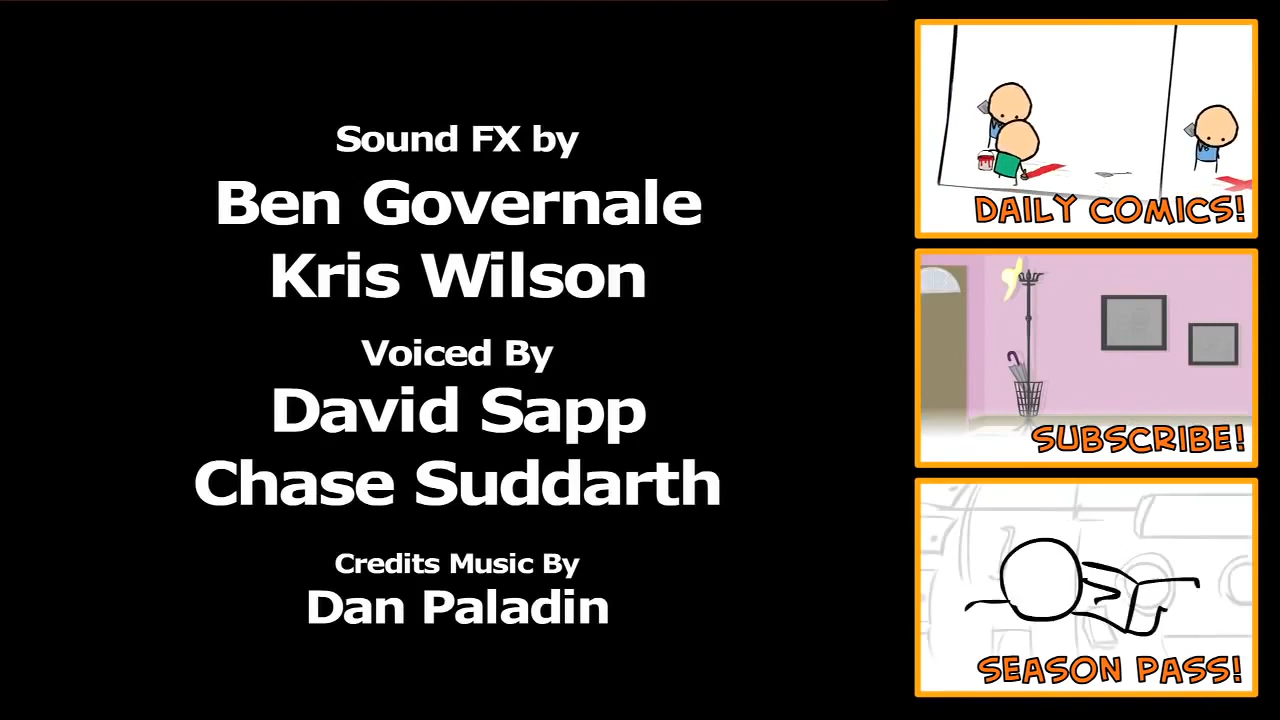 Sound FX by
Ben Governale
Kris Wilson
Voiced By
David Sapp
Chase Suddarth
Credits Music By
Dan Paladin
DAILY COMICS!
SUBSCRIBE!
SEASON PASS!